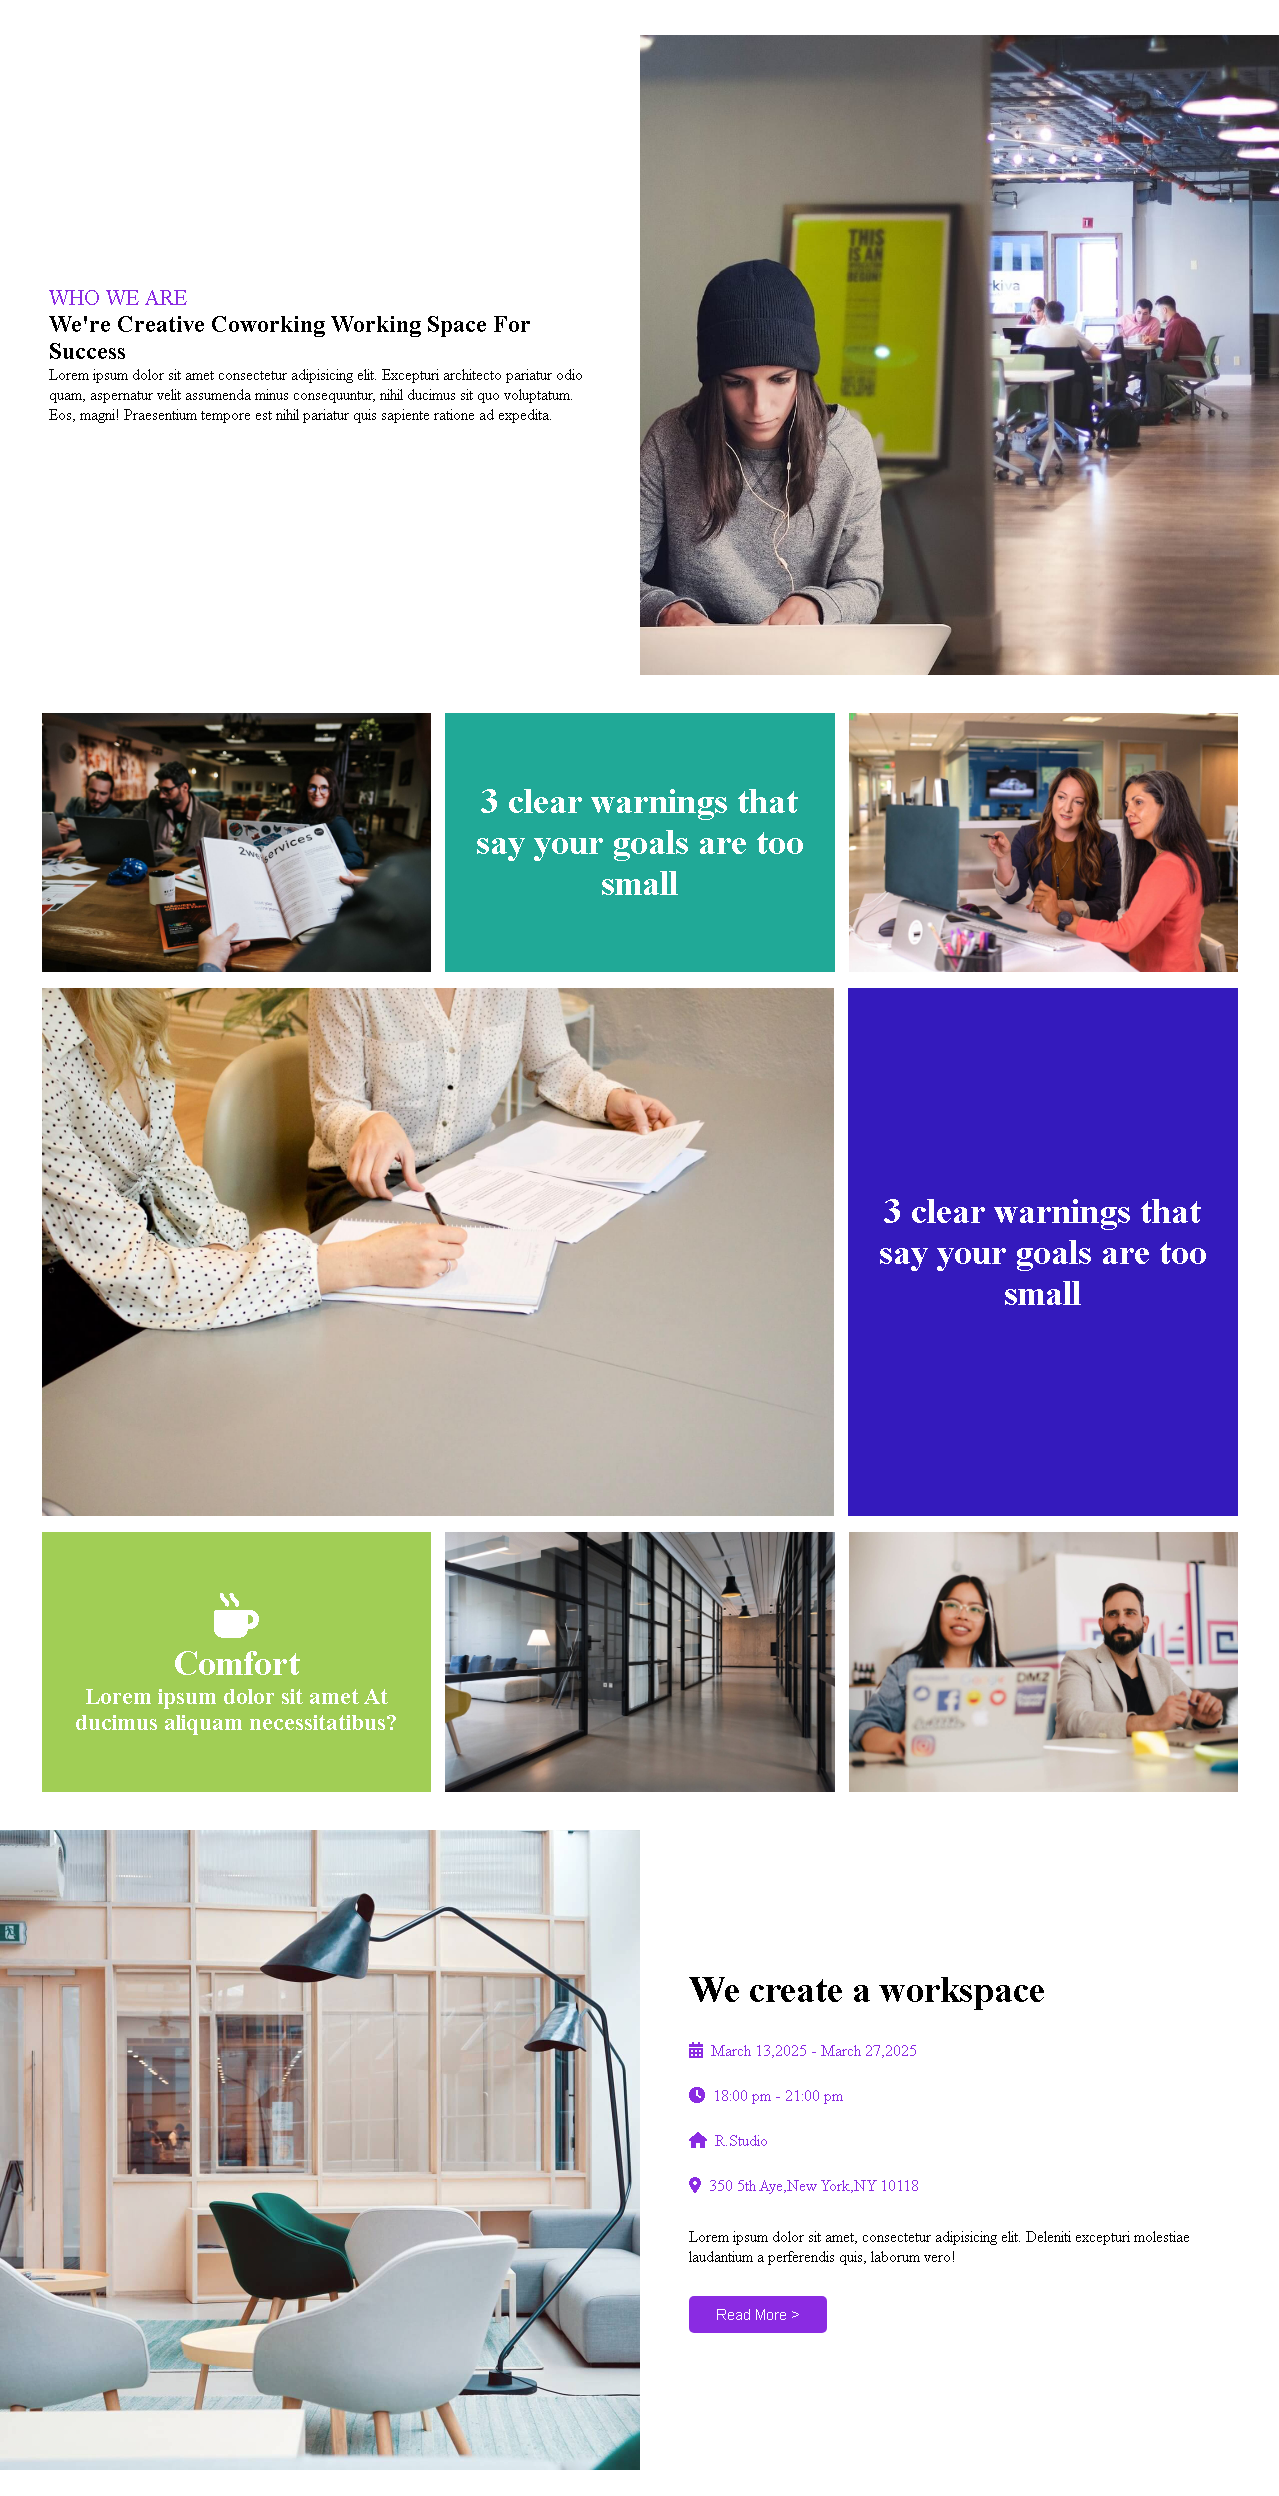 WHO WE ARE
We're Creative Coworking Working Space For
Success
Lorem ipsum dolor sit amet consectetur adipisicing elit. Excepturi architecto pariatur odio
quam, aspernatur velit assumenda minus consequuntur, nihil ducimus sit quo voluptatum.
Eos, magni! Praesentium tempore est nihil pariatur quis sapiente ratione ad expedita.
THIS
IS AN
BEGUN!
rkiva
services
3 clear warnings that
say your goals are too
small
3 clear warnings that
say your goals are too
small
Comfort
Lorem ipsum dolor sit amet At
ducimus aliquam necessitatibus?
DMZ
We create a workspace
March 13,2025 - March 27,2025
18:00 pm - 21:00 pm
R.Studio
350 5th Aye,New York,NY 10118
Lorem ipsum dolor sit amet, consectetur adipisicing elit. Deleniti excepturi molestiae
laudantium a perferendis quis, laborum vero!
Read More >